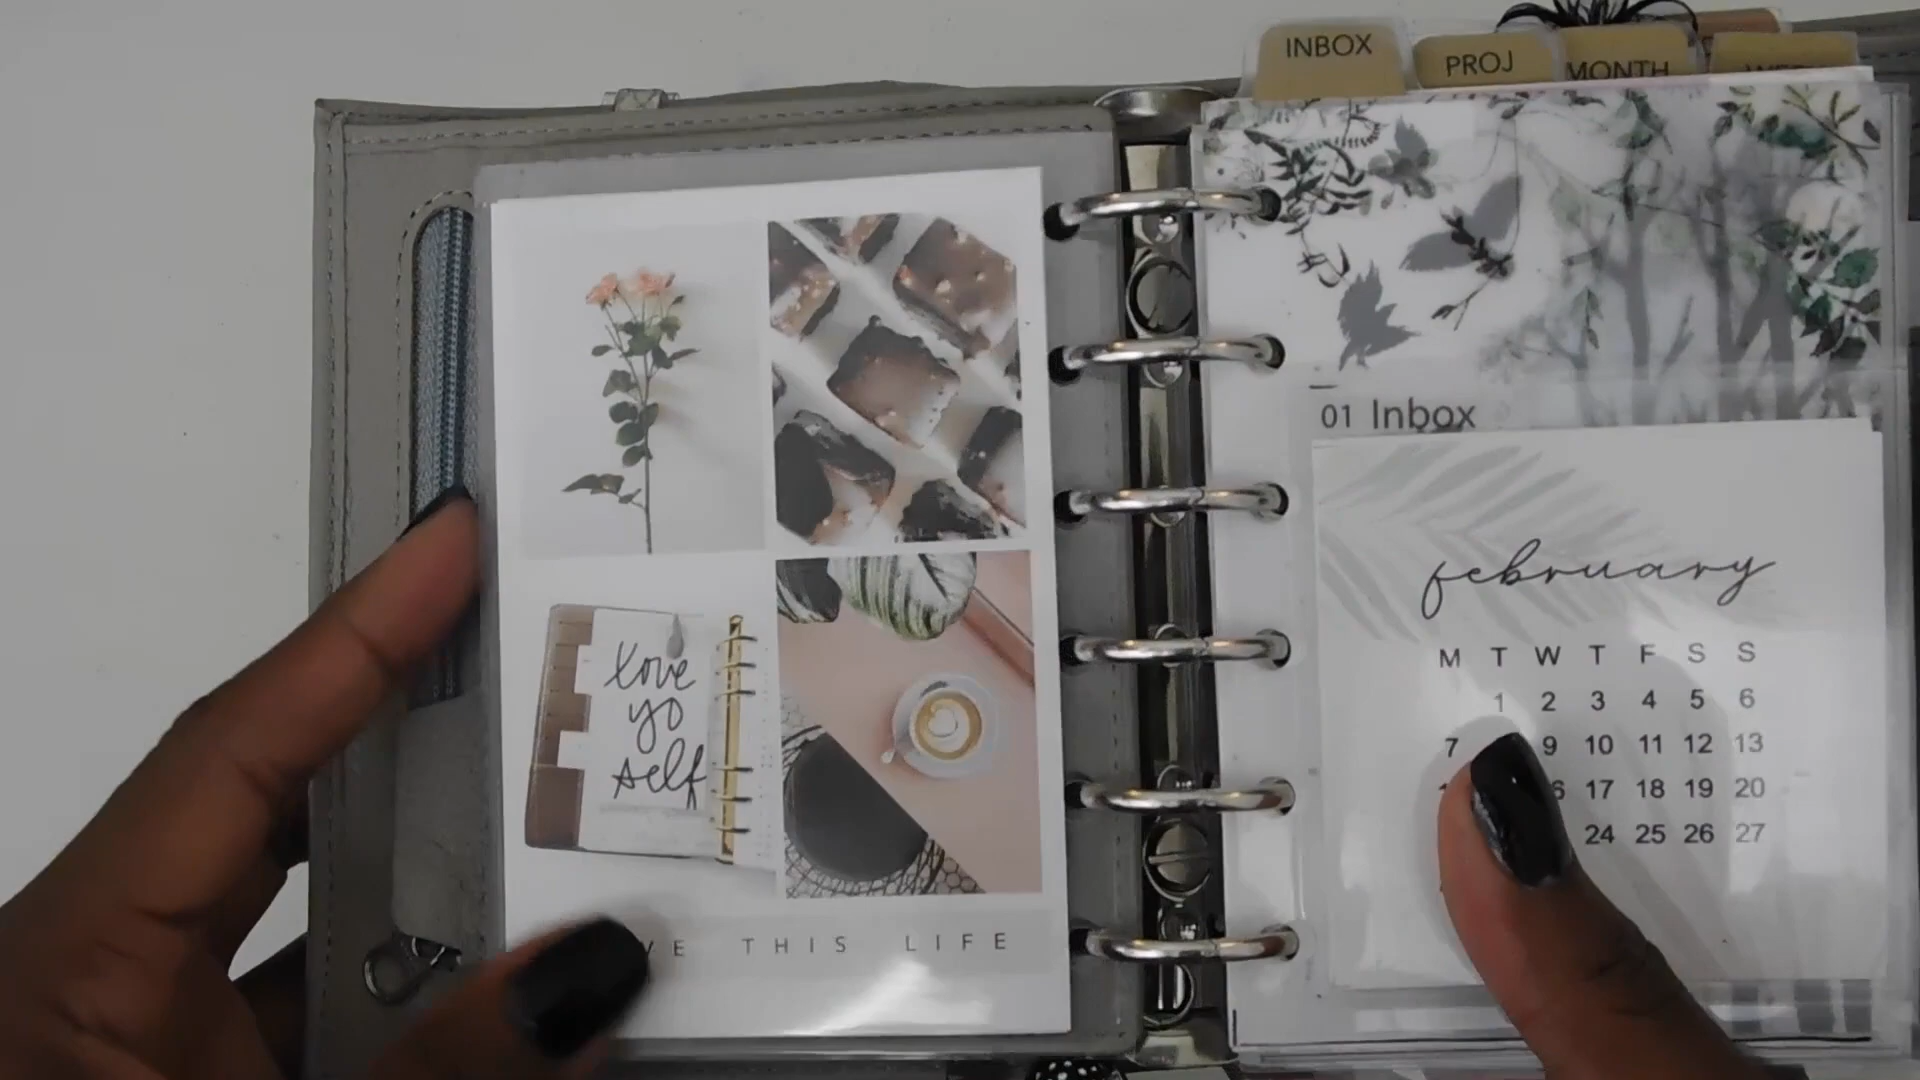 INBOX
PROJ
MONTH
love
yo
self
THIS LIFE
01 Inbox
february
M T W T F S S
1 2 3 4 5 6
7 9 10 11 12 13
17 18 19 20
24 25 26 27